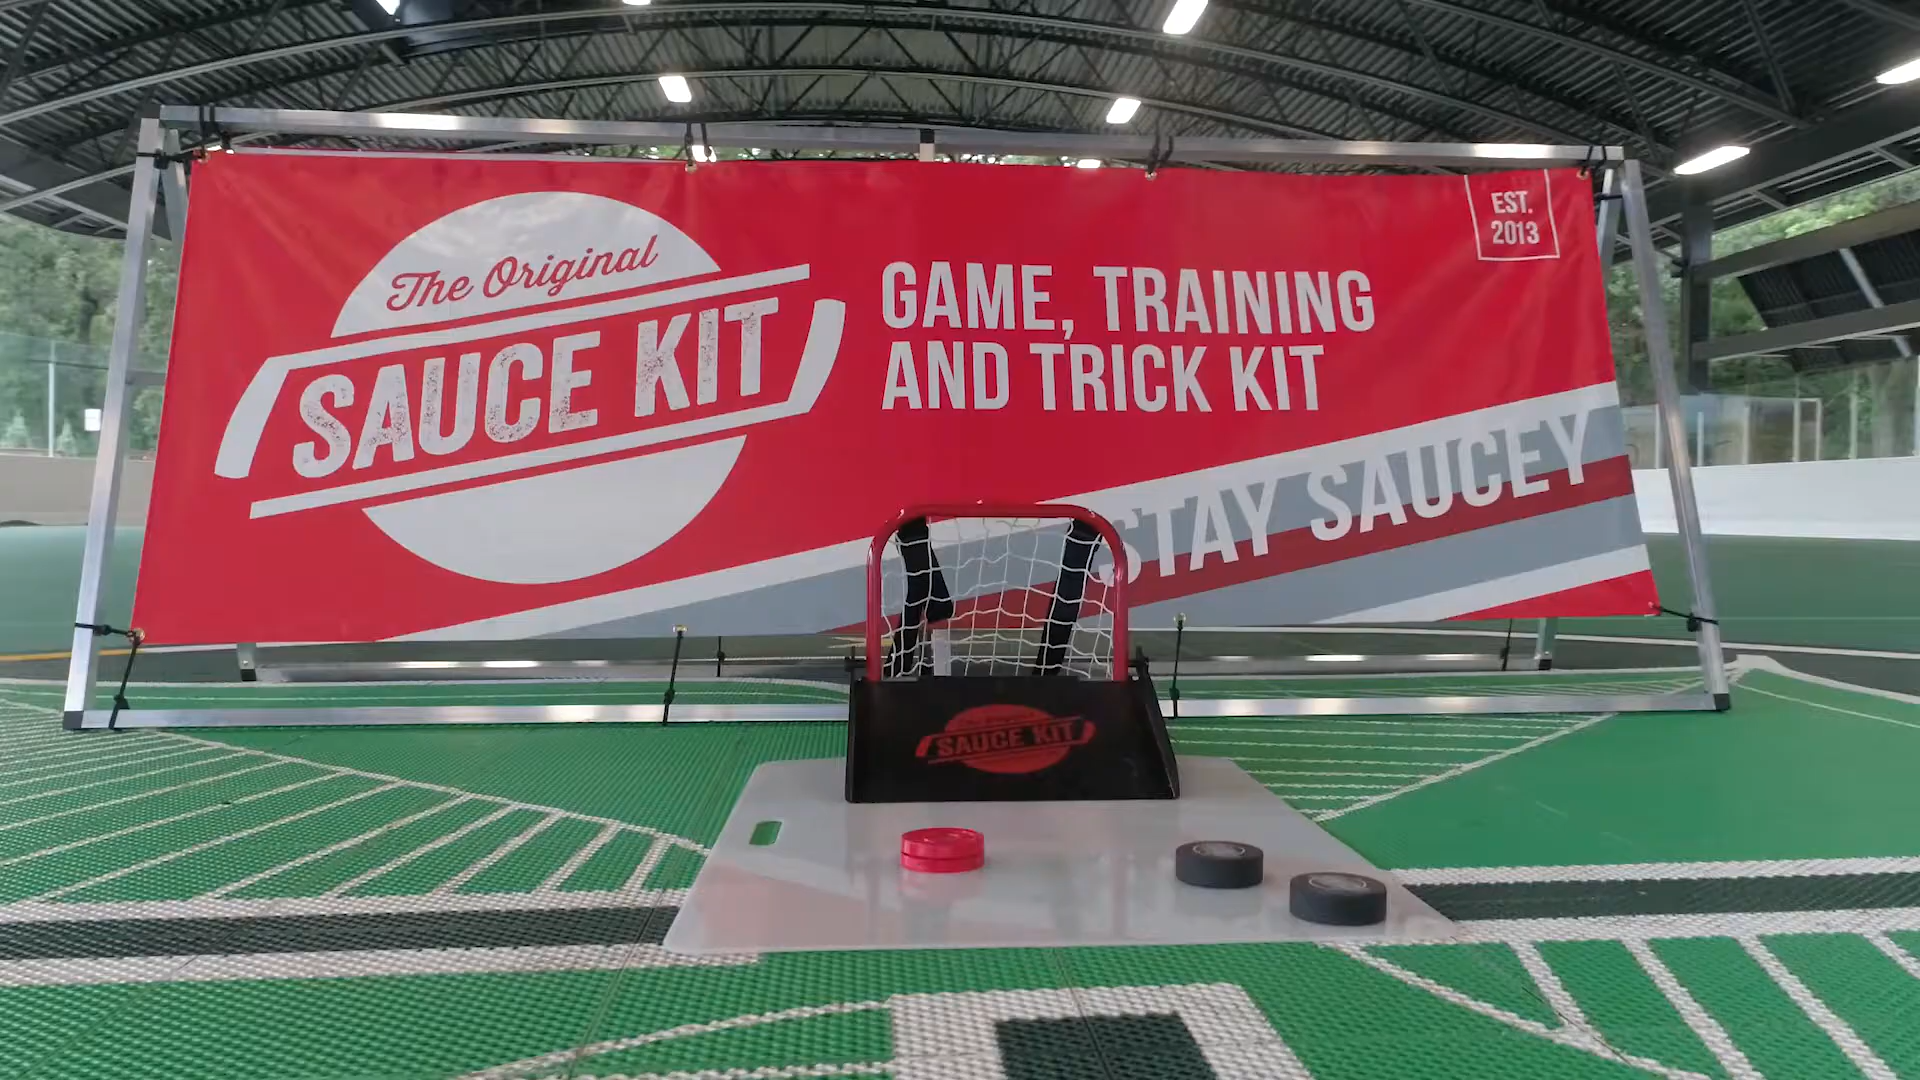 The Original
SAUCE KIT
GAME, TRAINING
AND TRICK KIT
EST.
2013
STAY SAUCEY
SAUCE KIT